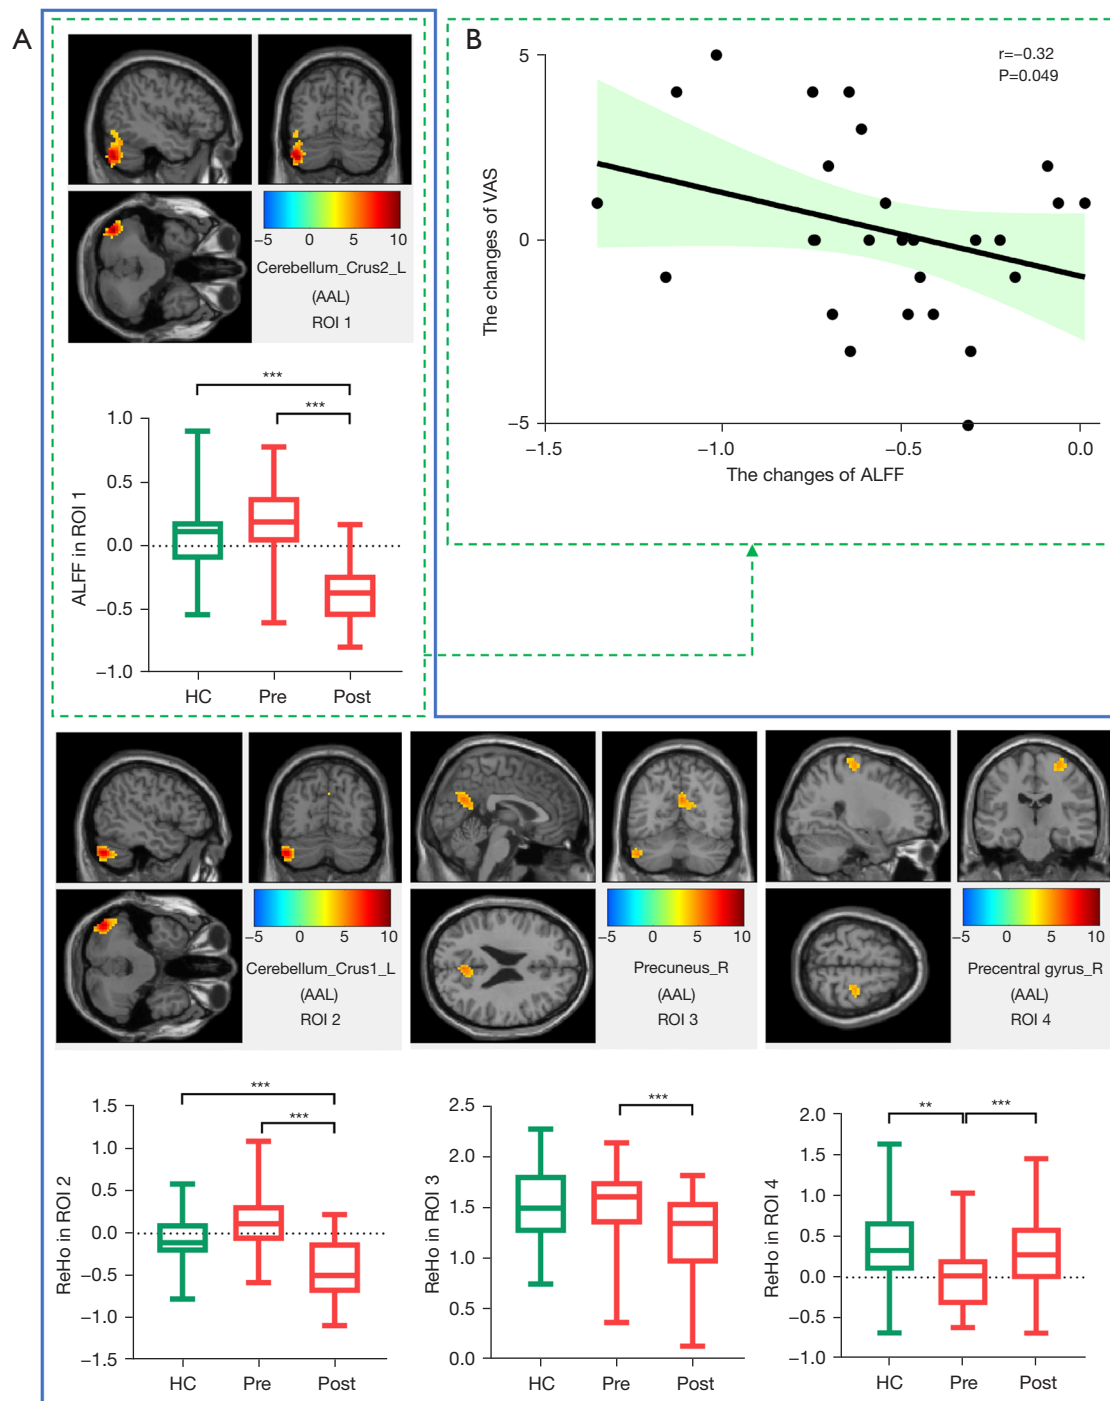 A
−5 0 5 10
Cerebellum_Crus2_L
(AAL)
ROI 1
***
***
ALFF in ROI 1
1.0
0.5
0.0
−0.5
−1.0
HC Pre Post
B
r=−0.32
P=0.049
The changes of VAS
5
0
−5
−1.5 −1.0 −0.5 0.0
The changes of ALFF
−5 0 5 10
Cerebellum_Crus1_L
(AAL)
ROI 2
−5 0 5 10
Precuneus_R
(AAL)
ROI 3
−5 0 5 10
Precentral gyrus_R
(AAL)
ROI 4
***
***
ReHo in ROI 2
1.5
1.0
0.5
0.0
−0.5
−1.0
−1.5
HC Pre Post
***
ReHo in ROI 3
2.5
2.0
1.5
1.0
0.5
0.0
HC Pre Post
** ***
ReHo in ROI 4
2.0
1.5
1.0
0.5
0.0
−0.5
−1.0
HC Pre Post